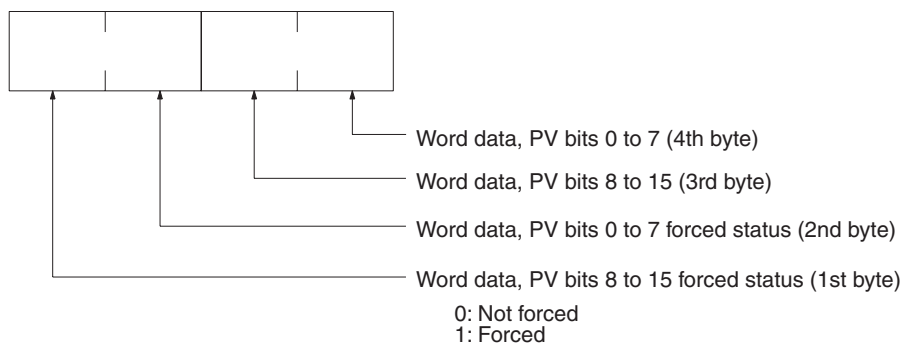 Word data, PV bits 0 to 7 (4th byte)
Word data, PV bits 8 to 15 (3rd byte)
Word data, PV bits 0 to 7 forced status (2nd byte)
Word data, PV bits 8 to 15 forced status (1st byte)
0: Not forced
1: Forced